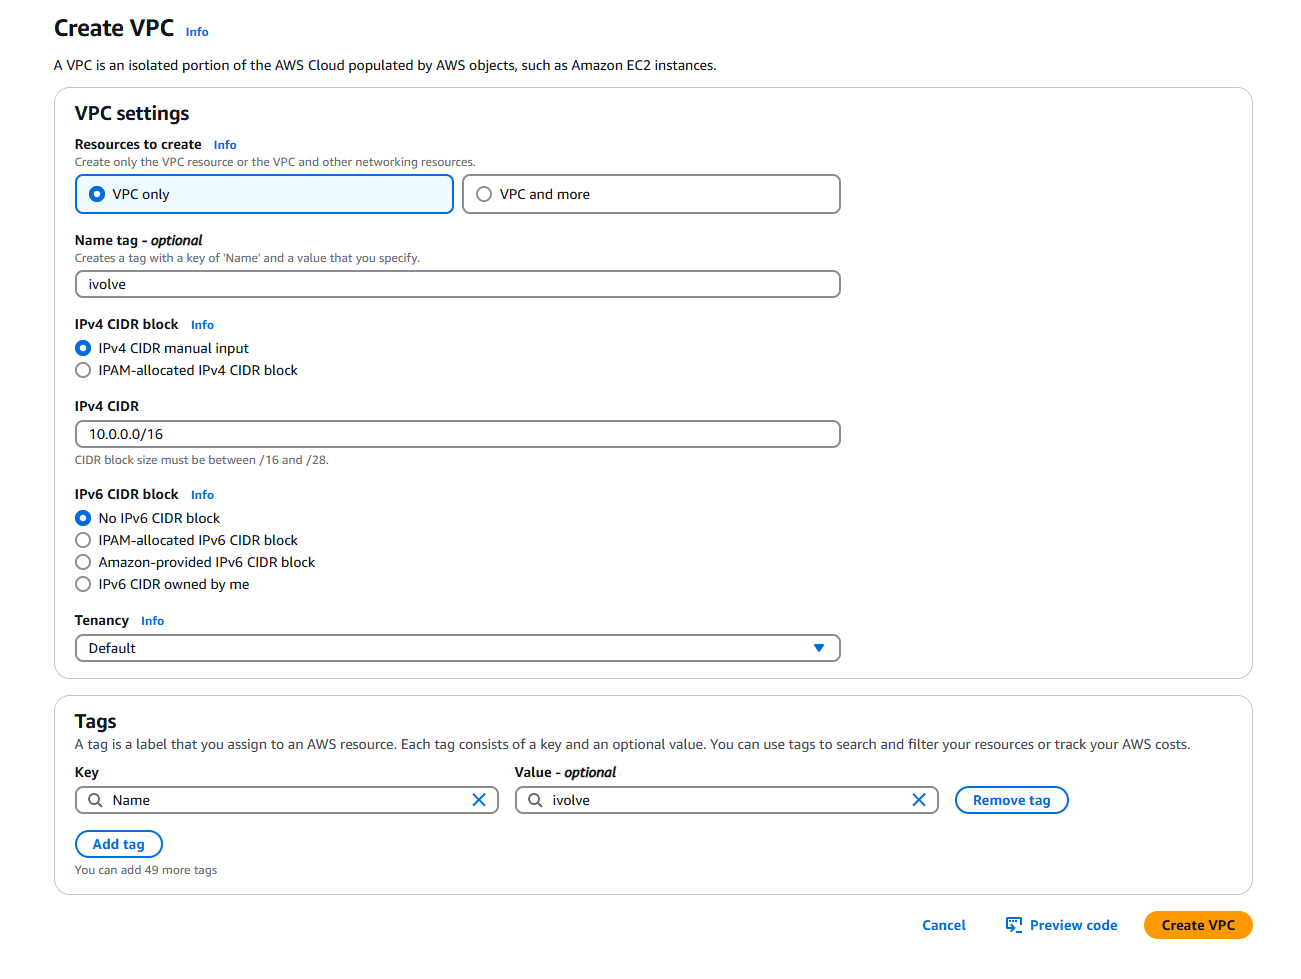 Create VPC Info
A VPC is an isolated portion of the AWS Cloud populated by AWS objects, such as Amazon EC2 instances.
VPC settings
Resources to create Info
Create only the VPC resource or the VPC and other networking resources.
VPC only
VPC and more
Name tag - optional
Creates a tag with a key of 'Name' and a value that you specify.
ivolve
IPv4 CIDR block Info
IPv4 CIDR manual input
IPAM-allocated IPv4 CIDR block
IPv4 CIDR
10.0.0.0/16
CIDR block size must be between /16 and /28.
IPv6 CIDR block Info
No IPv6 CIDR block
IPAM-allocated IPv6 CIDR block
Amazon-provided IPv6 CIDR block
IPv6 CIDR owned by me
Tenancy Info
Default
Tags
A tag is a label that you assign to an AWS resource. Each tag consists of a key and an optional value. You can use tags to search and filter your resources or track your AWS costs.
Key
Value - optional
Name
ivolve
Remove tag
Add tag
You can add 49 more tags
Cancel
Preview code
Create VPC